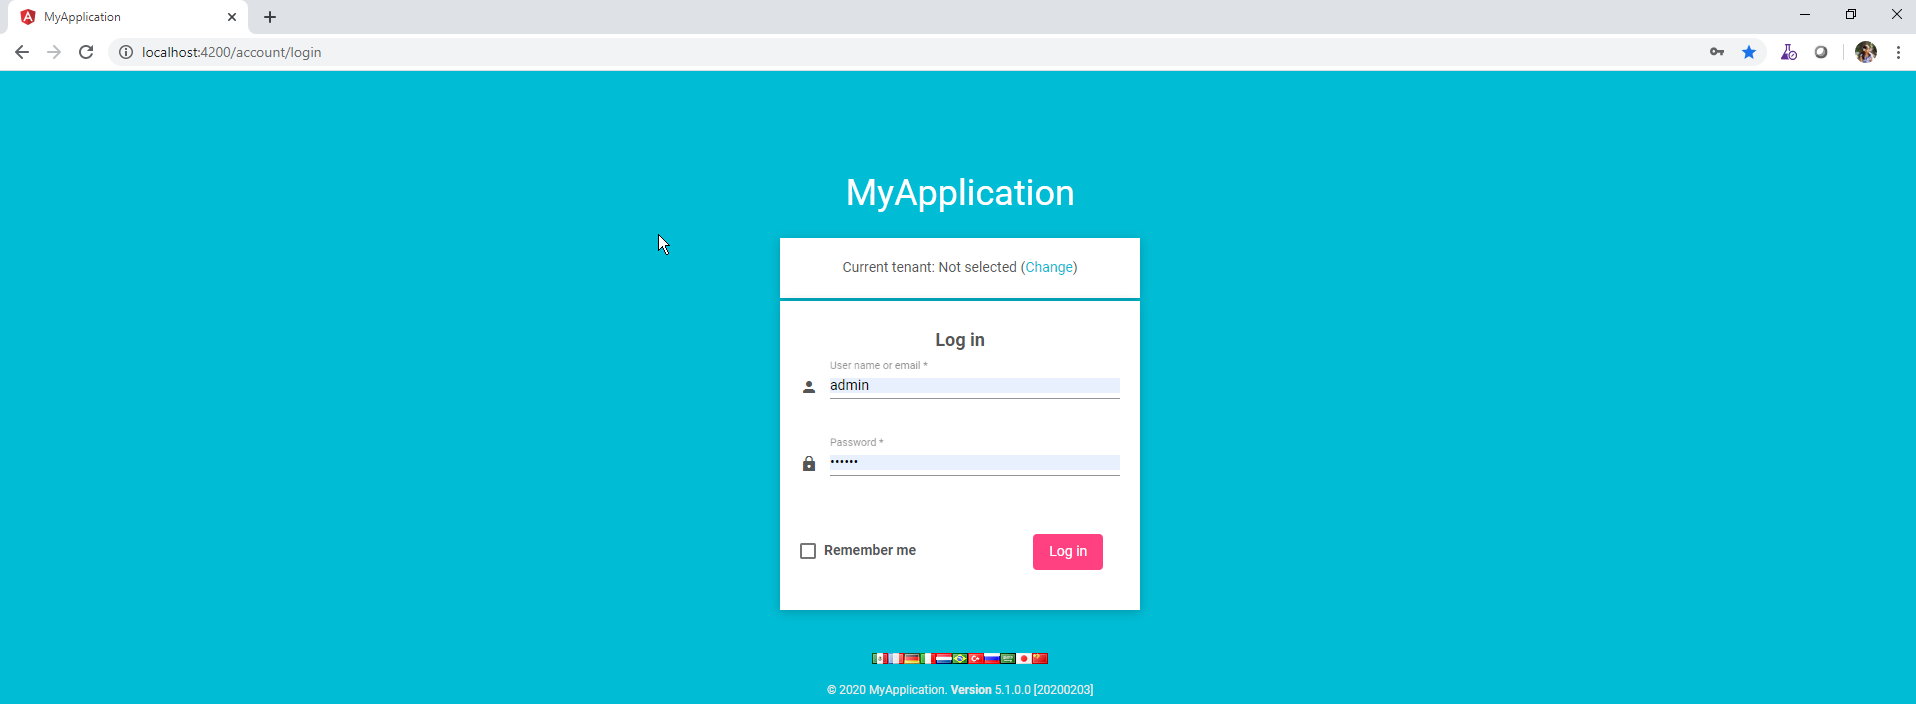 MyApplication
localhost:4200/account/login
MyApplication
Current tenant: Not selected (Change)
Log in
User name or email *
admin
Password *
••••••
Remember me
Log in
© 2020 MyApplication. Version 5.1.0.0 [20200203]